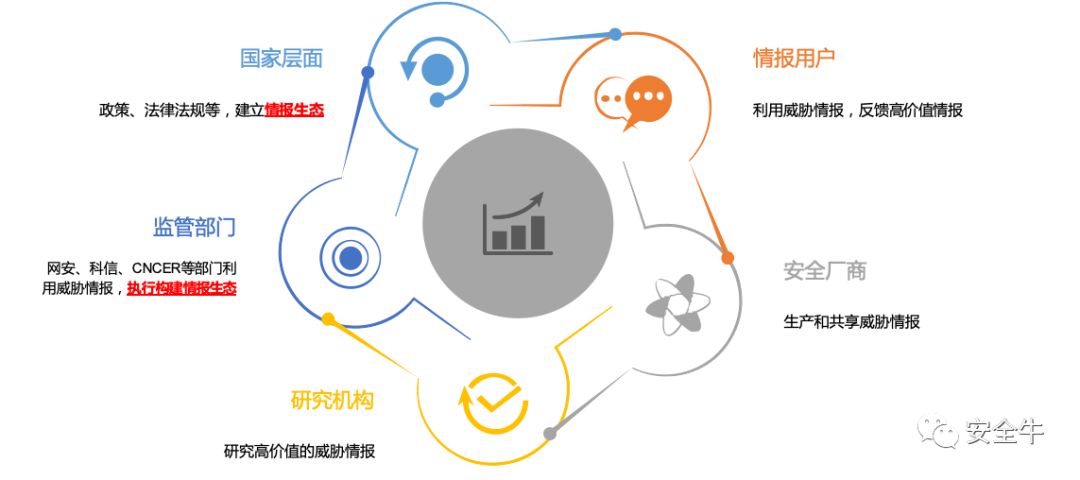 国家层面
政策、法律法规等，建立情报生态
情报用户
利用威胁情报，反馈高价值情报
监管部门
网安、科信、CNCER等部门利
用威胁情报，执行构建情报生态
安全厂商
生产和共享威胁情报
研究机构
研究高价值的威胁情报
安全牛